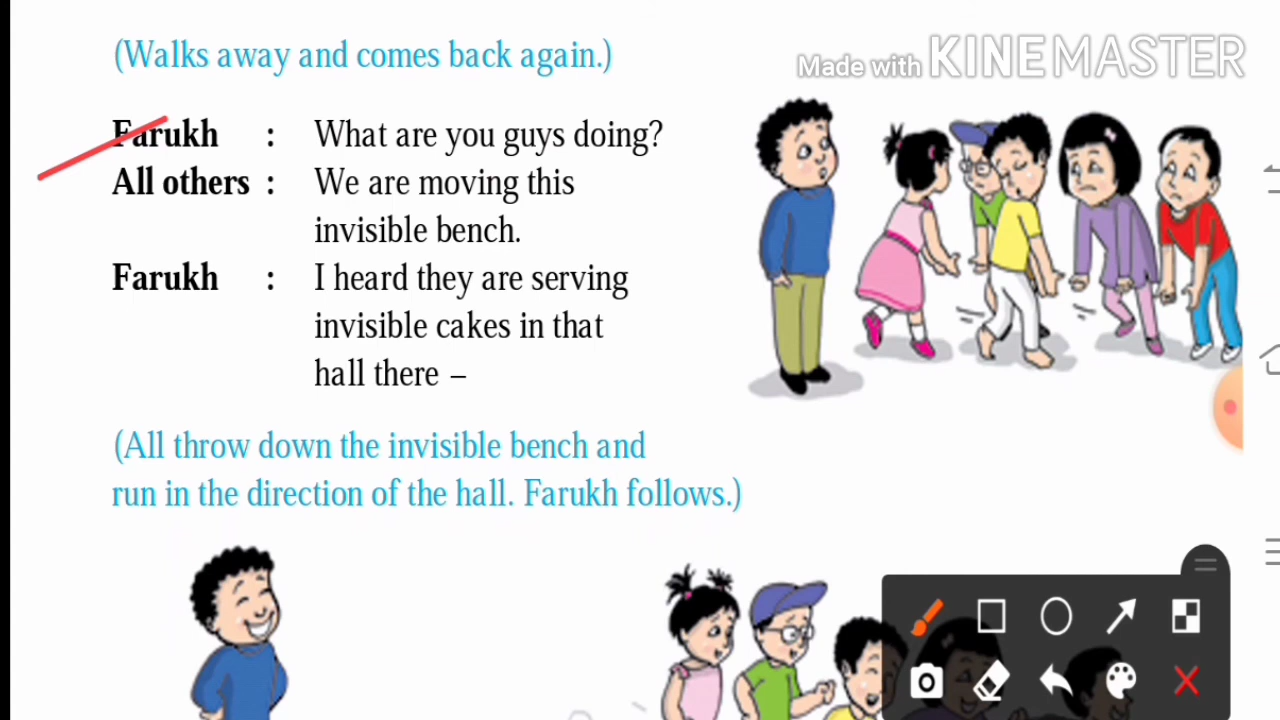 Made with KINEMASTER
(Walks away and comes back again.)
Farukh : What are you guys doing?
All others : We are moving this
invisible bench.
Farukh : I heard they are serving
invisible cakes in that
hall there –
(All throw down the invisible bench and
run in the direction of the hall. Farukh follows.)